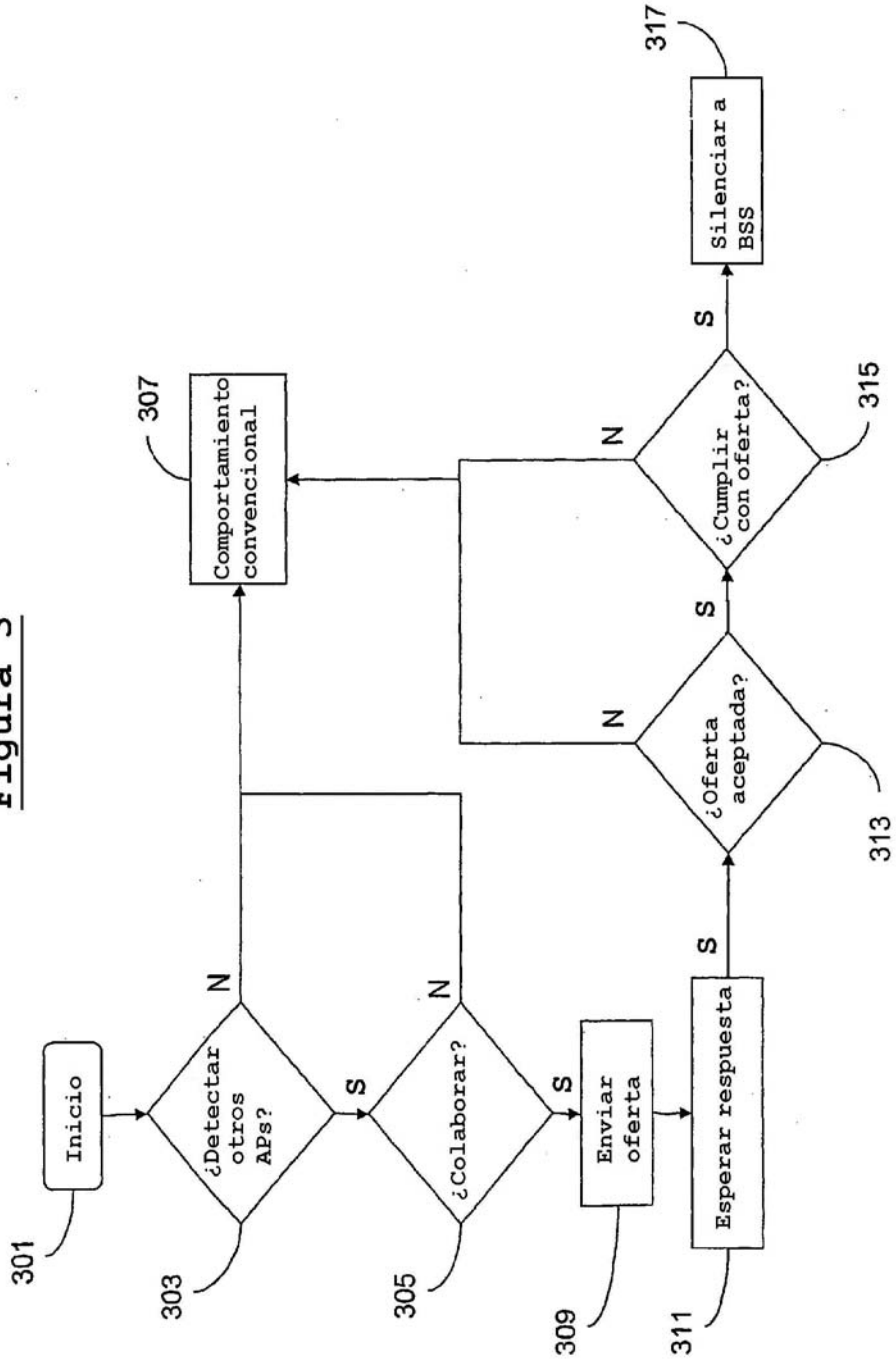 Figura 3
301
Inicio
303
¿Detectar
otros
APs?
N
S
305
¿Colaborar?
N
S
307
Comportamiento
convencional
309
Enviar
oferta
311
Esperar respuesta
S
313
¿Oferta
aceptada?
N
S
315
¿Cumplir
con oferta?
N
S
317
Silenciar a
BSS